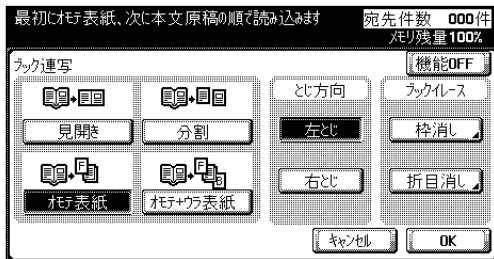 最初にオモテ表紙、次に本文原稿の順で読み込みます
宛先件数 000件
メモリ残量100%
ブック連写
機能OFF
とじ方向
ブックイレース
見開き
分割
左とじ
枠消し
F
F
B
右とじ
折目消し
オモテ表紙
オモテ+ウラ表紙
キャンセル
OK